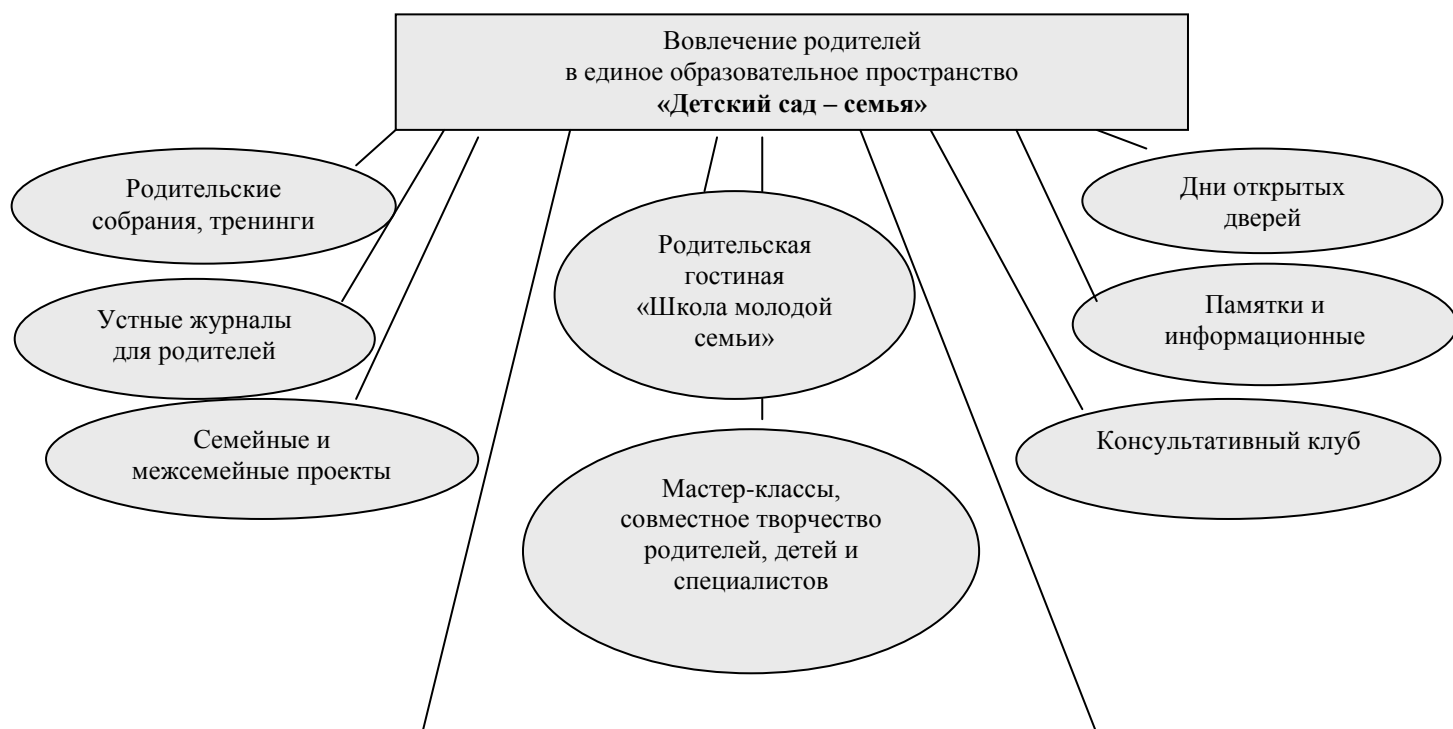 Вовлечение родителей
в единое образовательное пространство
«Детский сад – семья»
Родительские
собрания, тренинги
Дни открытых
дверей
Родительская
гостиная
«Школа молодой
семьи»
Устные журналы
для родителей
Памятки и
информационные
Семейные и
межсемейные проекты
Консультативный клуб
Мастер-классы,
совместное творчество
родителей, детей и
специалистов